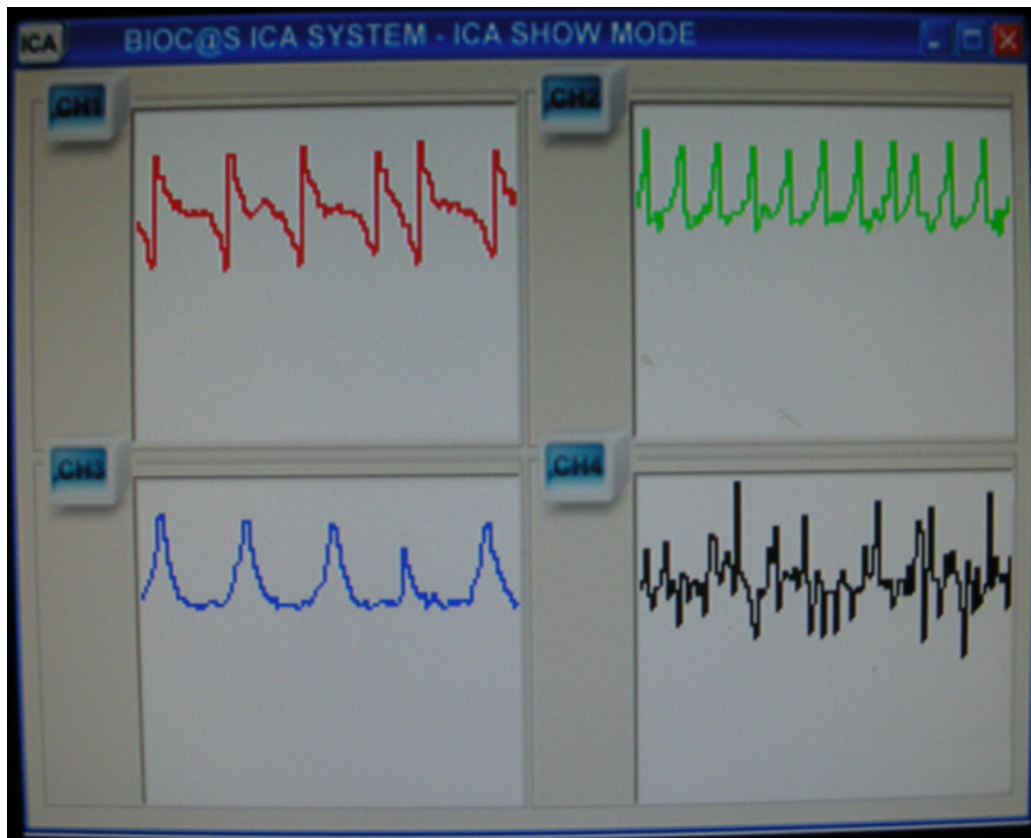 ICA BIOC@S ICA SYSTEM - ICA SHOW MODE
CH1
CH2
CH3
CH4